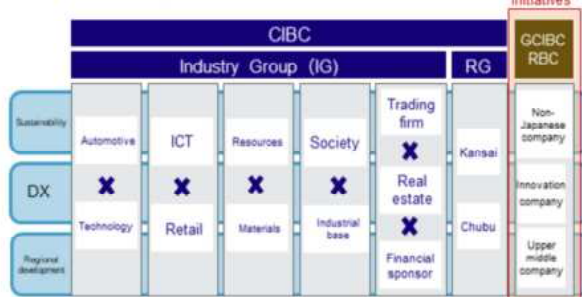 Initiatives
CIBC
GCIBC
RBC
Industry Group (IG)
RG
Sustainability
DX
Regional
development
Automotive
Technology
ICT
Retail
Resources
Materials
Society
Industrial
base
Trading
firm
Real
estate
Financial
sponsor
Kansai
Chubu
Non-
Japanese
company
Innovation
company
Upper
middle
company